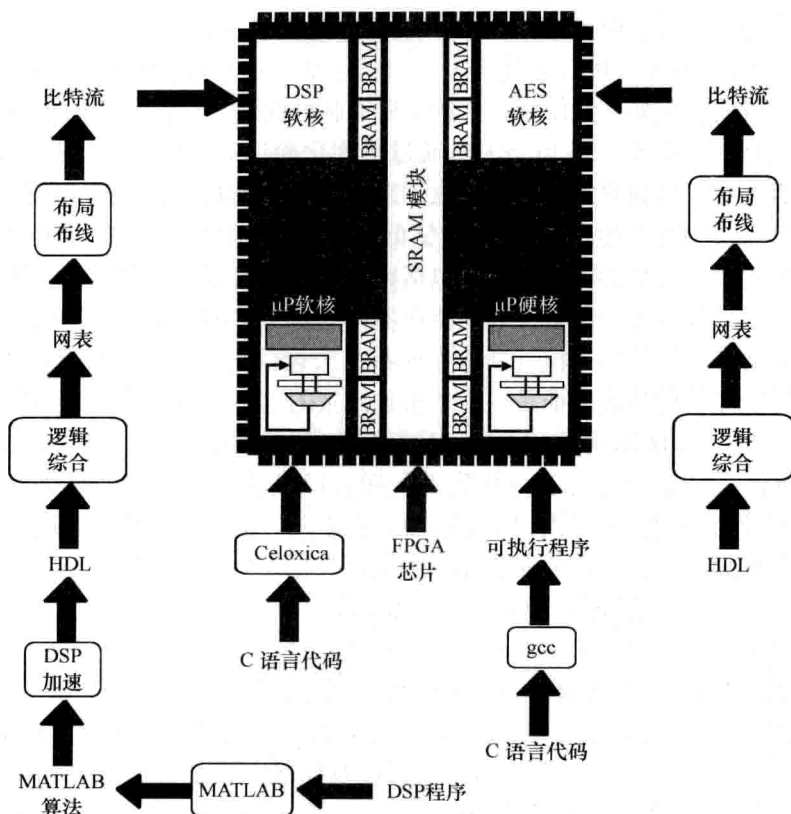 比特流
布局
布线
网表
逻辑
综合
HDL
DSP
加速
MATLAB
算法
MATLAB
DSP程序
DSP
软核
BRAM
BRAM
SRAM 模块
BRAM
BRAM
AES
软核
μP软核
BRAM
BRAM
BRAM
BRAM
μP硬核
Celoxica
C 语言代码
FPGA
芯片
可执行程序
gcc
C 语言代码
比特流
布局
布线
网表
逻辑
综合
HDL